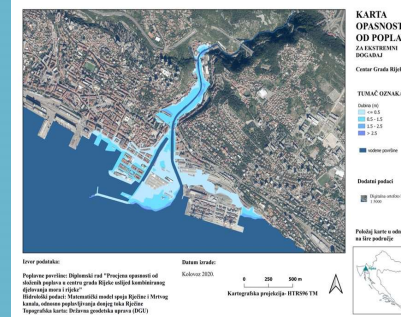 KARTA
OPASNOST
OD POPLA
ZA EKSTREMNI
DOGAĐAJ
Centar Grada Rijel
TUMAČ OZNAKA
Dubina (m)
<= 0.5
0.5 - 1.5
1.5 - 2.5
> 2.5
vodene površine
Dodatni podaci
Digitalna
1:5000
Položaj karte u odn
na šire područje
Izvor podataka:
Poplavne površine: Diplomski rad "Procjena opasnosti od
složenih poplava u centru grada Rijeke uslijed kombiniranog
djelovanja mora i rijeke"
Hidrološki podaci: Matematički model spoja Rječine i Mrtvog
kanala, odnosno poplavljivanja donjeg toka Rječine
Topografska karta: Državna geodetska uprava (DGU)
Datum izrade:
Kolovoz 2020.
0 250 500 m
Kartografska projekcija- HTRS96 TM